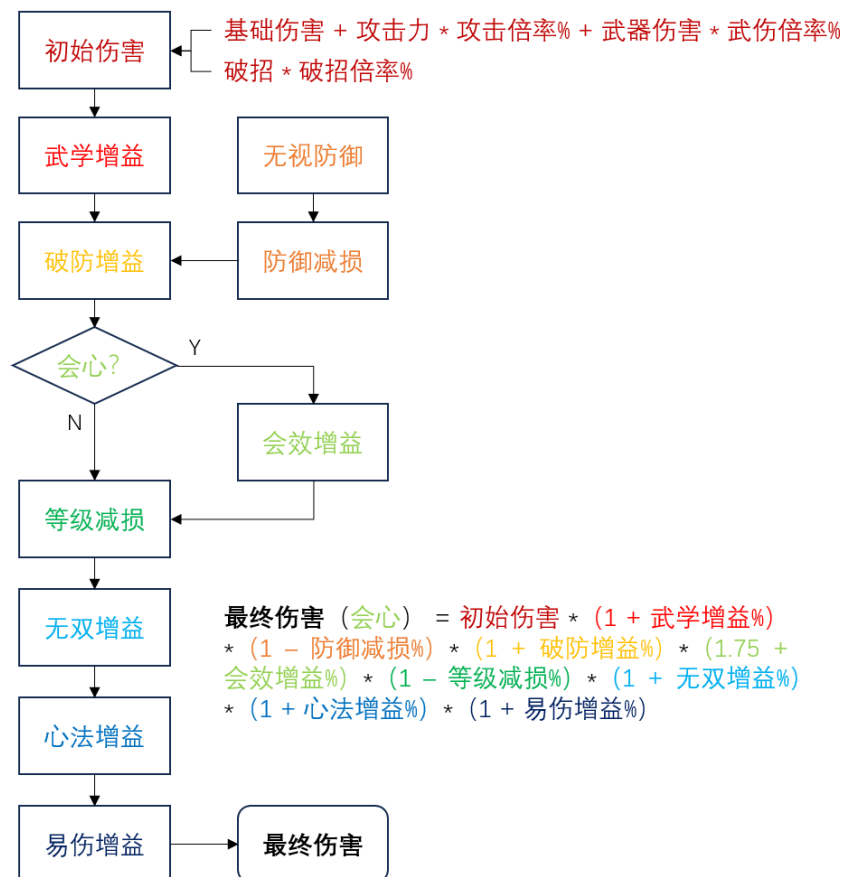 初始伤害
基础伤害 + 攻击力 * 攻击倍率% + 武器伤害 * 武伤倍率%
破招 * 破招倍率%
武学增益
无视防御
破防增益
防御减损
会心?
Y
N
会效增益
等级减损
无双增益
最终伤害（会心） = 初始伤害 *（1 + 武学增益%）
*（1 – 防御减损%）*（1 + 破防增益%）*（1.75 +
会效增益%）*（1 – 等级减损%）*（1 + 无双增益%）
*（1 + 心法增益%）*（1 + 易伤增益%）
心法增益
易伤增益
最终伤害